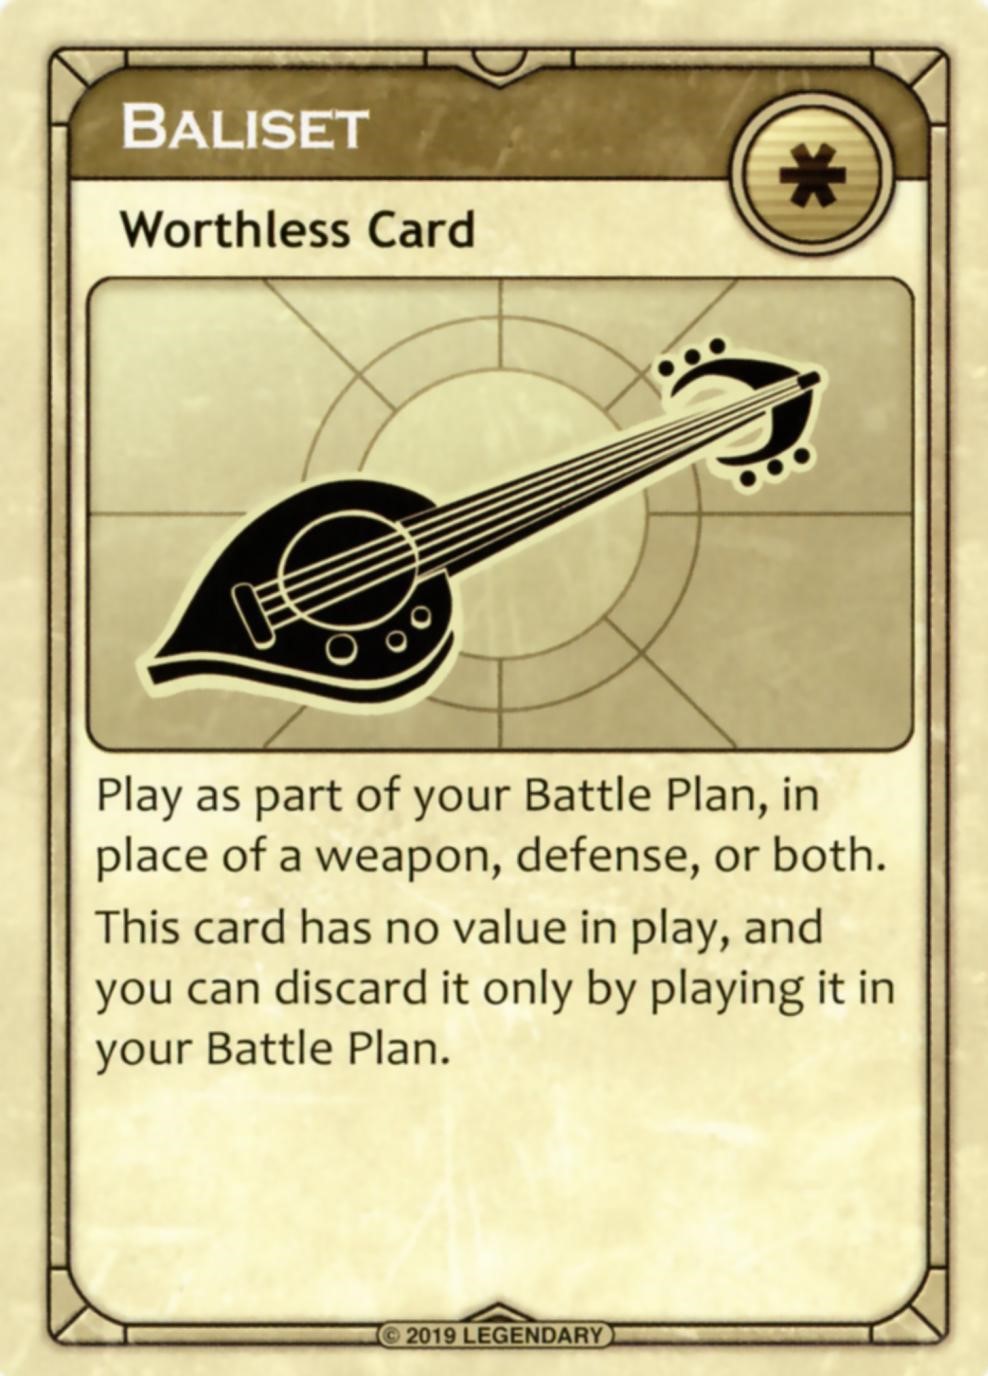 BALISET
Worthless Card
Play as part of your Battle Plan, in
place of a weapon, defense, or both.
This card has no value in play, and
you can discard it only by playing it in
your Battle Plan.
© 2019 LEGENDARY